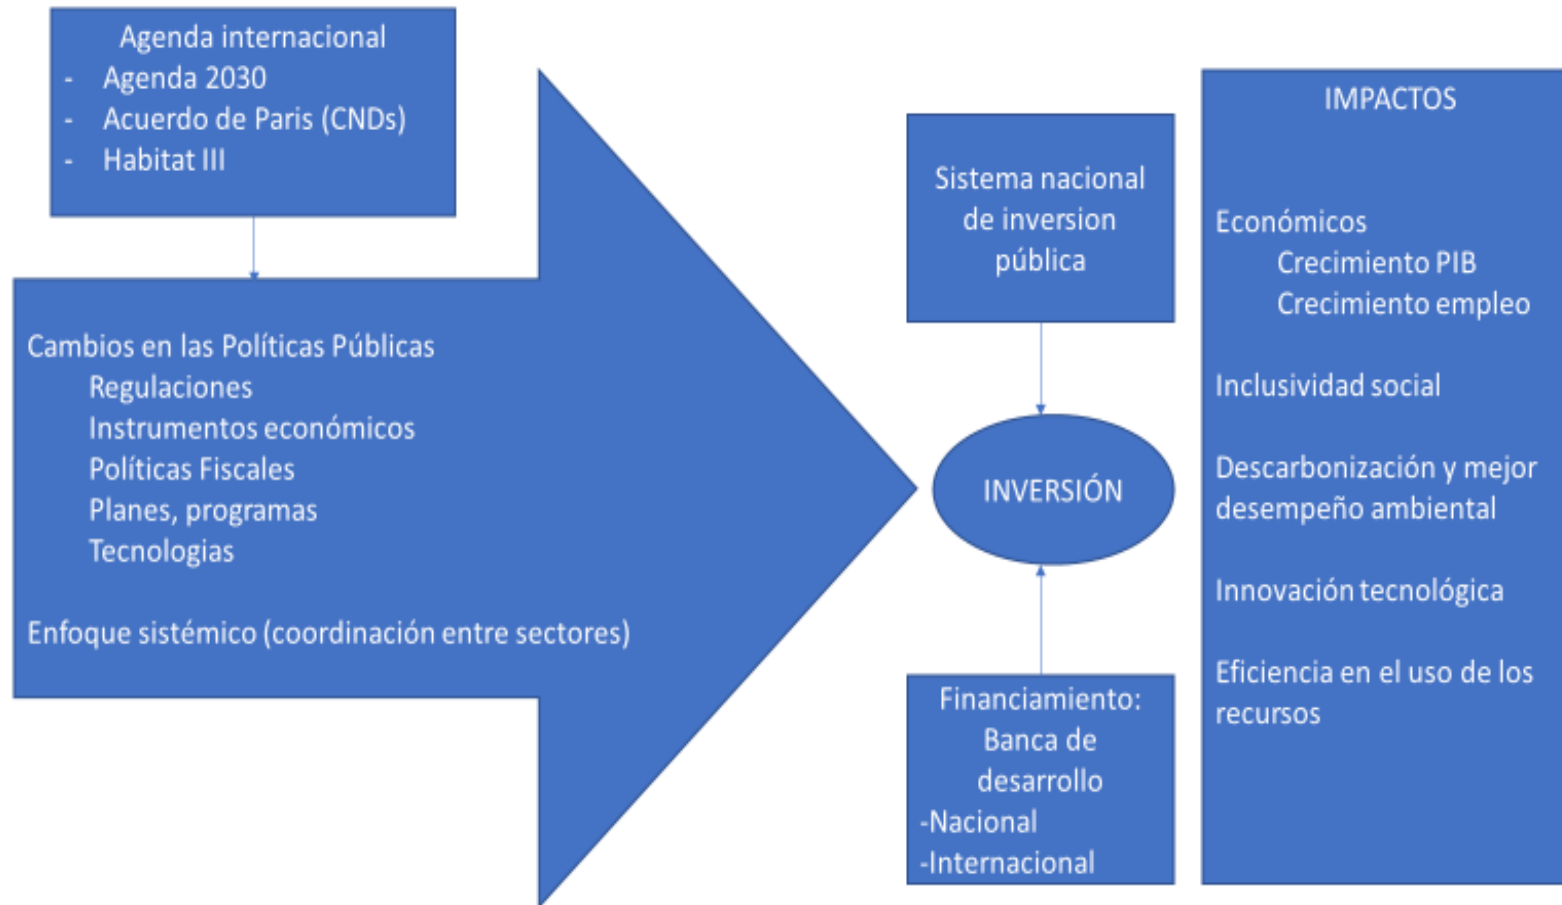 Agenda internacional
- Agenda 2030
- Acuerdo de Paris (CNDs)
- Habitat III
Cambios en las Políticas Públicas
Regulaciones
Instrumentos económicos
Políticas Fiscales
Planes, programas
Tecnologias
Enfoque sistémico (coordinación entre sectores)
Sistema nacional
de inversion
pública
INVERSIÓN
Financiamiento:
Banca de
desarrollo
-Nacional
-Internacional
IMPACTOS
Económicos
Crecimiento PIB
Crecimiento empleo
Inclusividad social
Descarbonización y mejor
desempeño ambiental
Innovación tecnológica
Eficiencia en el uso de los
recursos